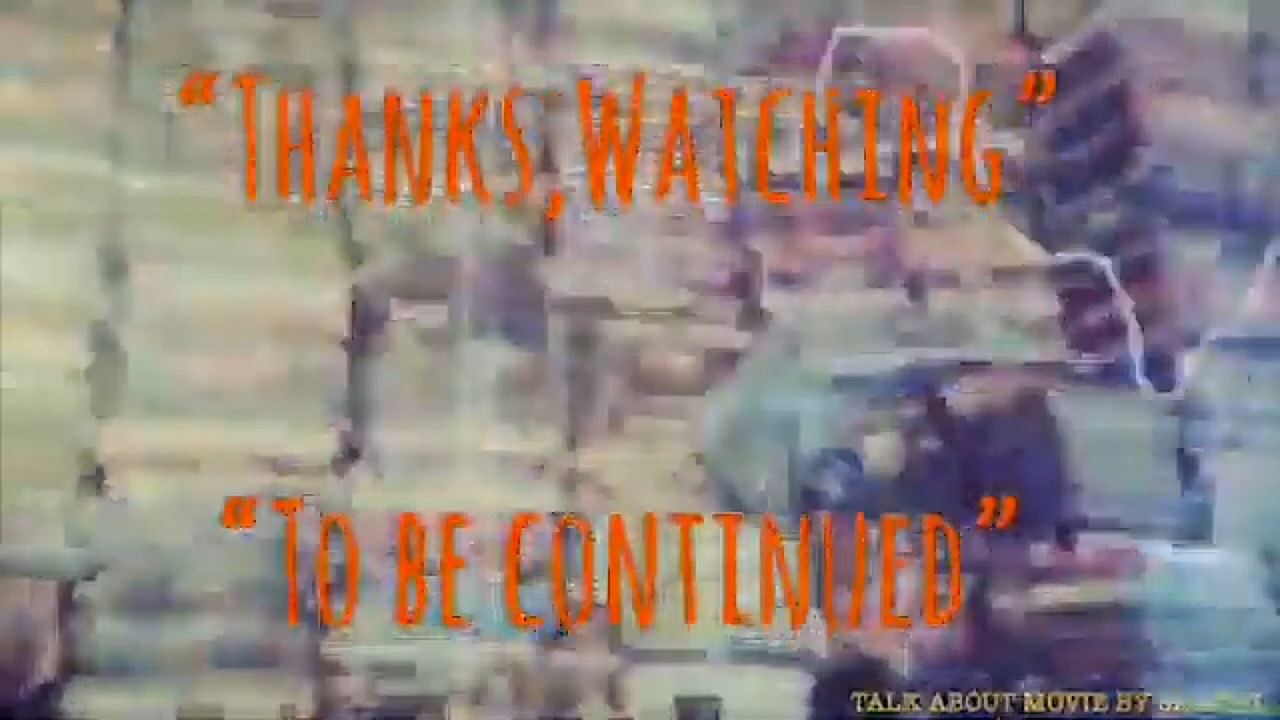 “THANKS,WATCHING”
“TO BE CONTINUED”
TALK ABOUT MOVIE BY